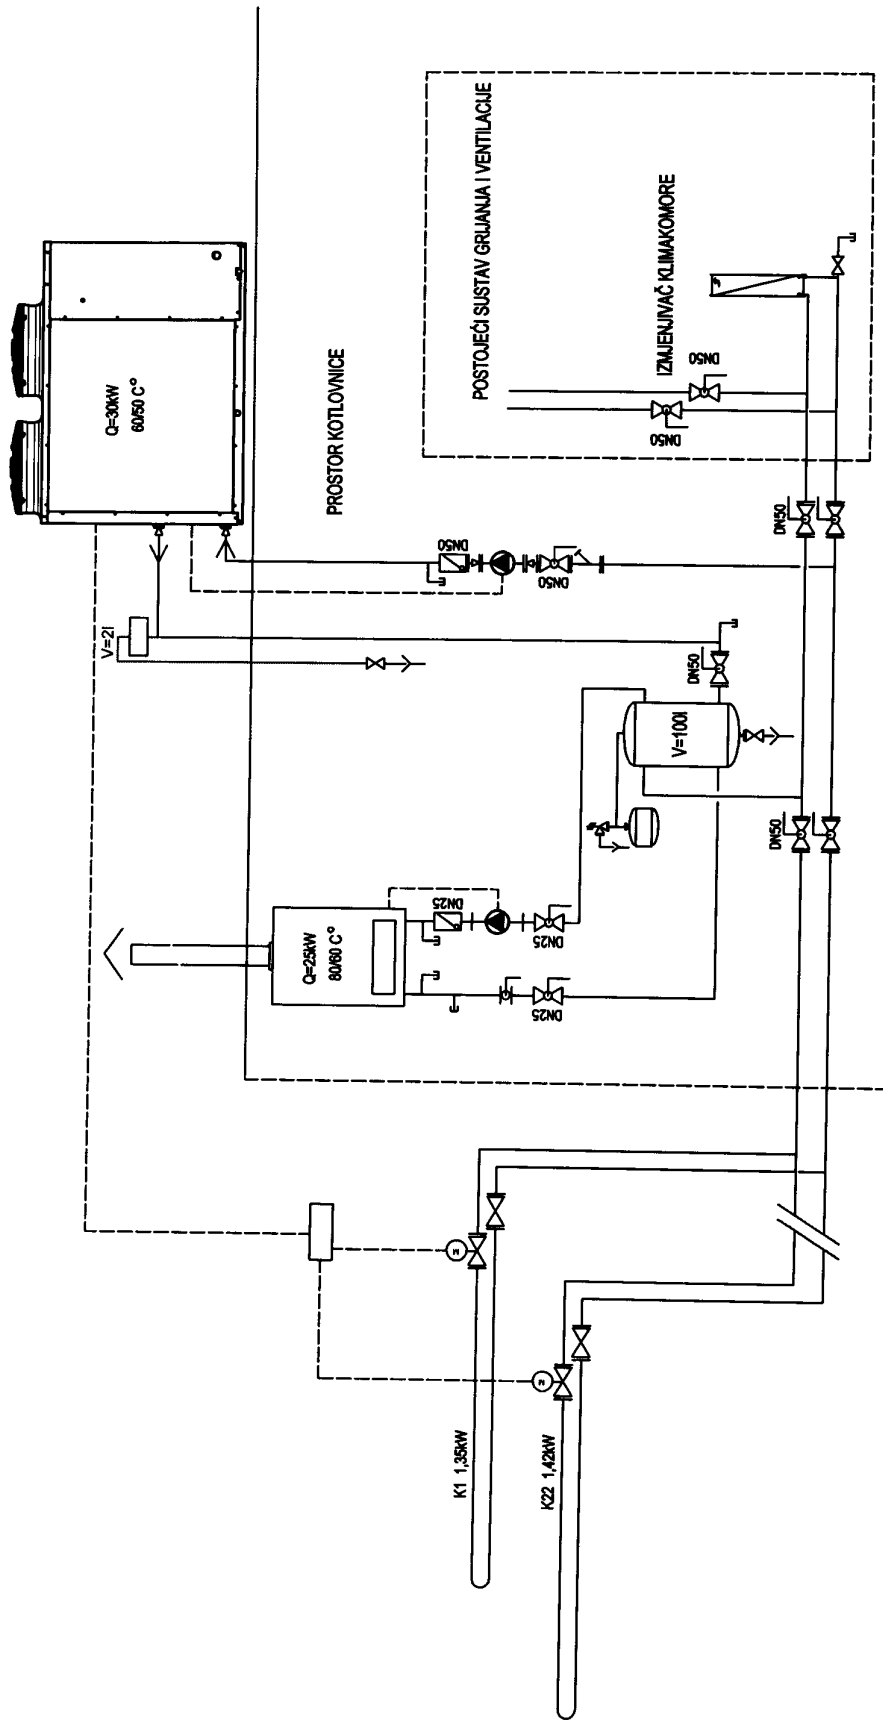 Q=30kW
60/50 C°
PROSTOR KOTLOVNICE
POSTOJEĆI SUSTAV GRIJANJA I VENTILACIJE
IZMJENJIVAČ KLIMAKOMORE
DN50
DN50
DN50
DN50
DN50
V=2l
DN50
V=100l
DN50
Q=25kW
80/60 C°
DN25
DN25
DN25
M
M
K1 1,35kW
K22 1,42kW